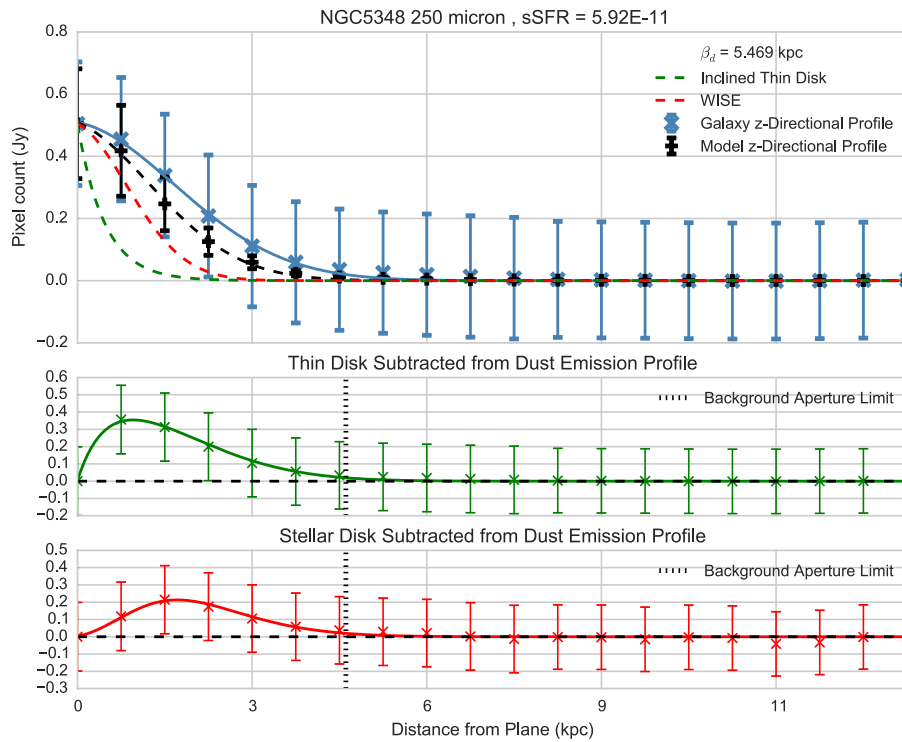 NGC5348 250 micron , sSFR = 5.92E-11
0.8
0.6
0.4
0.2
0.0
−0.2
Pixel count (Jy)
β_d = 5.469 kpc
Inclined Thin Disk
WISE
Galaxy z-Directional Profile
Model z-Directional Profile
Thin Disk Subtracted from Dust Emission Profile
0.6
0.5
0.4
0.3
0.2
0.1
0.0
−0.1
−0.2
Background Aperture Limit
Stellar Disk Subtracted from Dust Emission Profile
0.5
0.4
0.3
0.2
0.1
0.0
−0.1
−0.2
−0.3
Background Aperture Limit
0 3 6 9 12
Distance from Plane (kpc)